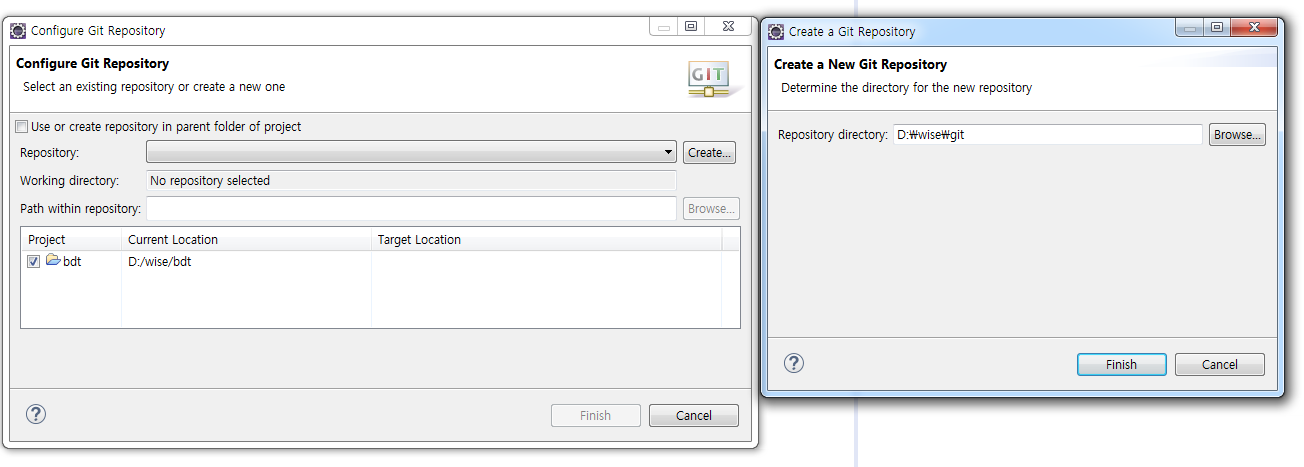 Configure Git Repository
Configure Git Repository
Select an existing repository or create a new one
GIT
Use or create repository in parent folder of project
Repository: Create...
Working directory: No repository selected
Path within repository: Browse...
Project Current Location Target Location
bdt D:/wise/bdt
? Finish Cancel
Create a Git Repository
Create a New Git Repository
Determine the directory for the new repository
Repository directory: D:₩wise₩git Browse...
? Finish Cancel